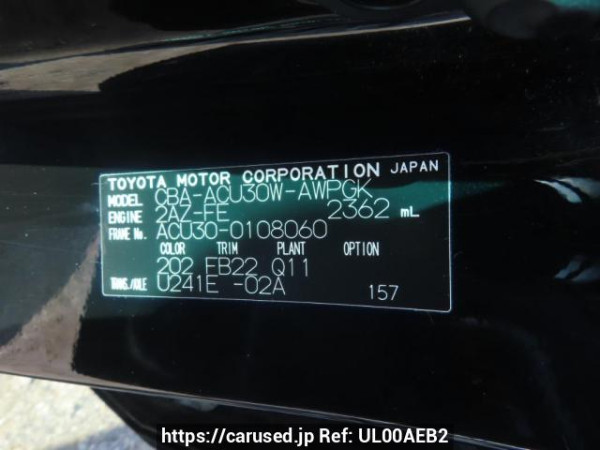 TOYOTA MOTOR CORPORATION JAPAN
MODEL CBA-ACU30W-AWPGK
ENGINE 2AZ-FE 2362 mL
FRAME No. ACU30-0108060
COLOR TRIM PLANT OPTION
202 FB22 Q11
TRANS./AXLE U241E -02A 157
https://carused.jp Ref: UL00AEB2